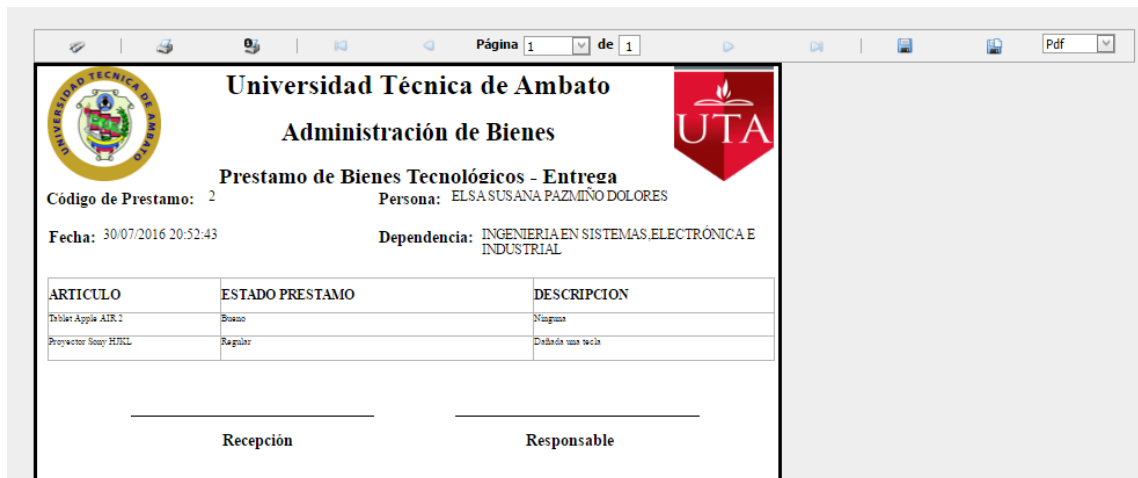 Página 1 de 1 Pdf
UNIVERSIDAD TECNICA DE AMBATO
UTA
Universidad Técnica de Ambato
Administración de Bienes
Prestamo de Bienes Tecnológicos - Entrega
Código de Prestamo: 2 Persona: ELSA SUSANA PAZMIÑO DOLORES
Fecha: 30/07/2016 20:52:43 Dependencia: INGENIERIA EN SISTEMAS,ELECTRÓNICA E
INDUSTRIAL
ARTICULO ESTADO PRESTAMO DESCRIPCION
Tablet Apple AIR 2 Bueno Ninguna
Proyector Sony HJKL Regular Dañada una tecla
Recepción Responsable